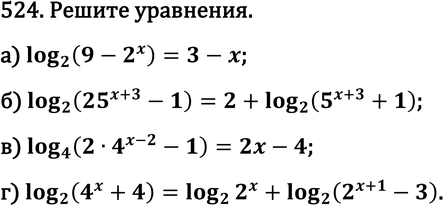 524. Решите уравнения.
а) log₂(9 − 2ˣ) = 3 − x;
б) log₂(25ˣ⁺³ − 1) = 2 + log₂(5ˣ⁺³ + 1);
в) log₄(2 · 4ˣ⁻² − 1) = 2x − 4;
г) log₂(4ˣ + 4) = log₂ 2ˣ + log₂(2ˣ⁺¹ − 3).